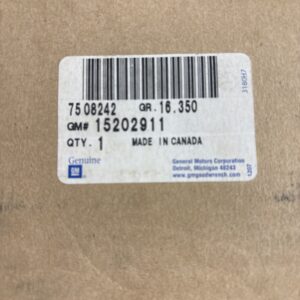 7508242 GR. 16.350
GM# 15202911
QTY. 1 MADE IN CANADA
Genuine
GM
General Motors Corporation
Detroit, Michigan 48243
www.gmgoodwrench.com
1207